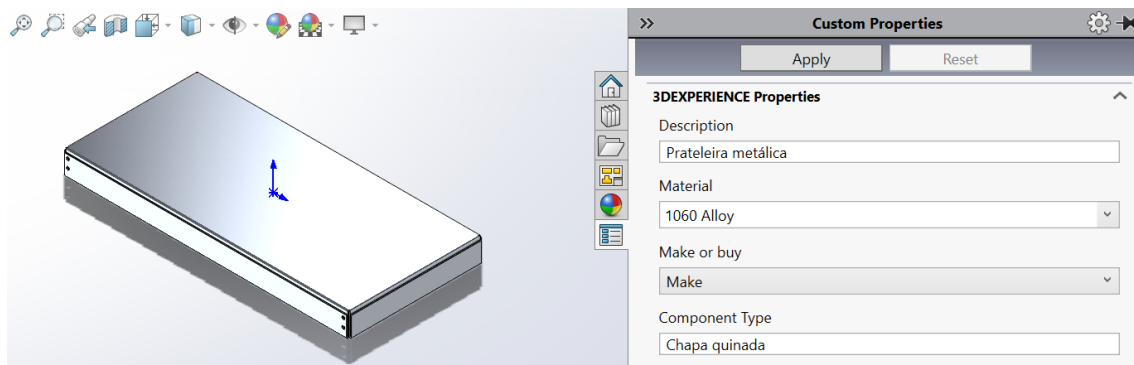 Custom Properties
Apply
Reset
3DEXPERIENCE Properties
Description
Prateleira metálica
Material
1060 Alloy
Make or buy
Make
Component Type
Chapa quinada